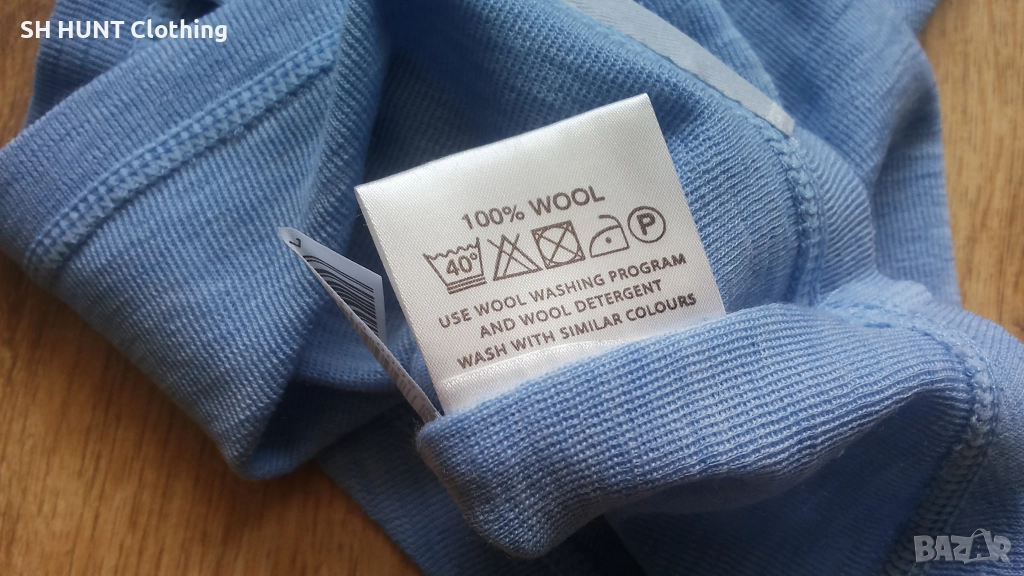 SH HUNT Clothing
100% WOOL
40°
P
USE WOOL WASHING PROGRAM
AND WOOL DETERGENT
WASH WITH SIMILAR COLOURS
BAZAR